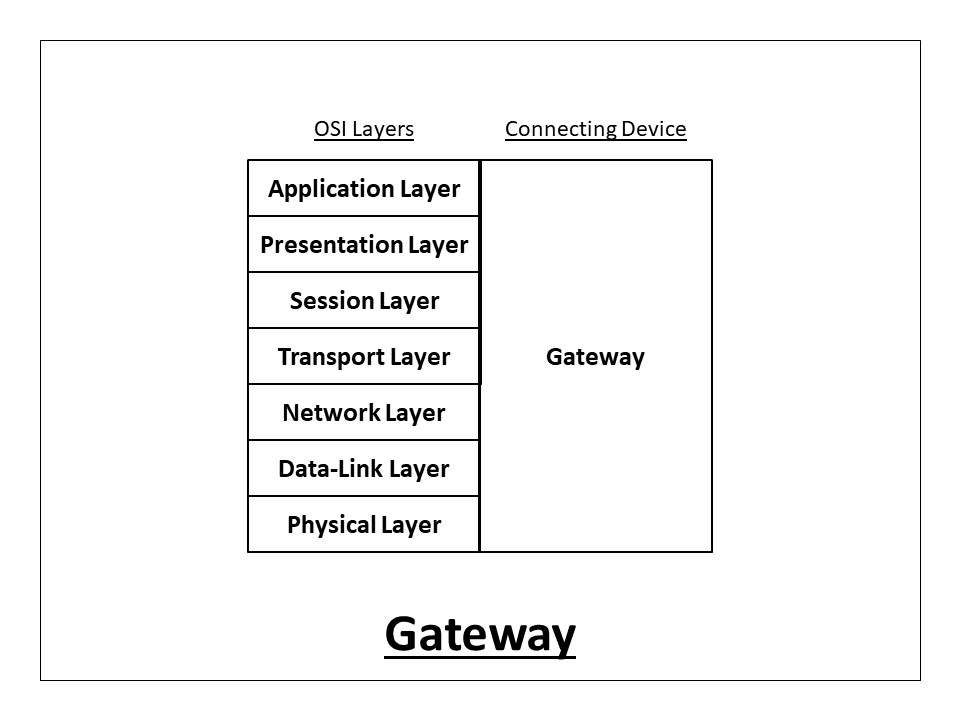 OSI Layers
Connecting Device
Application Layer
Presentation Layer
Session Layer
Transport Layer
Network Layer
Data-Link Layer
Physical Layer
Gateway
Gateway